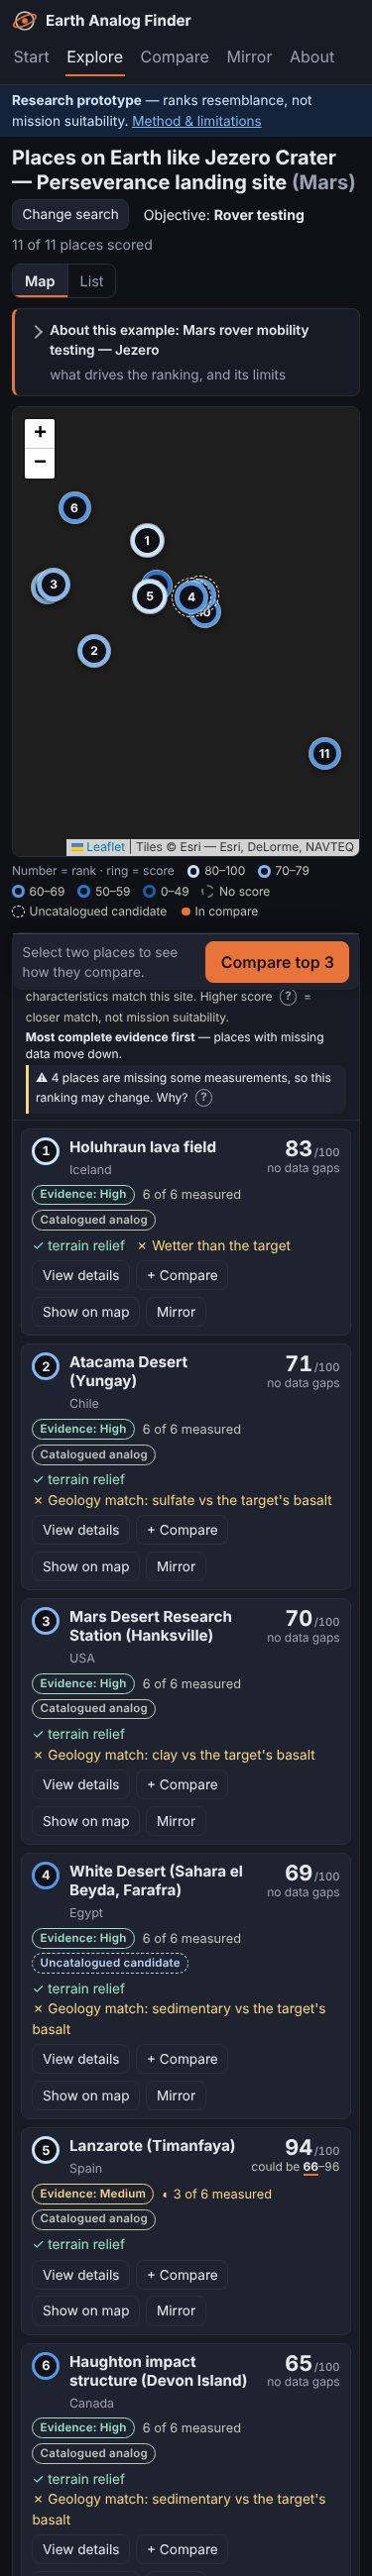 Earth Analog Finder
Start Explore Compare Mirror About
Research prototype — ranks resemblance, not
mission suitability. Method & limitations
Places on Earth like Jezero Crater
— Perseverance landing site (Mars)
Change search Objective: Rover testing
11 of 11 places scored
Map List
About this example: Mars rover mobility
testing — Jezero
what drives the ranking, and its limits
+
−
6
1
3
5
4
10
2
11
Leaflet | Tiles © Esri — Esri, DeLorme, NAVTEQ
Number = rank · ring = score 80–100 70–79
60–69 50–59 0–49 No score
Uncatalogued candidate In compare
Select two places to see
how they compare.
Compare top 3
characteristics match this site. Higher score ? =
closer match, not mission suitability.
Most complete evidence first — places with missing
data move down.
⚠ 4 places are missing some measurements, so this
ranking may change. Why? ?
1 Holuhraun lava field 83/100
Iceland no data gaps
Evidence: High 6 of 6 measured
Catalogued analog
✓ terrain relief × Wetter than the target
View details + Compare
Show on map Mirror
2 Atacama Desert 71/100
(Yungay) no data gaps
Chile
Evidence: High 6 of 6 measured
Catalogued analog
✓ terrain relief
× Geology match: sulfate vs the target's basalt
View details + Compare
Show on map Mirror
3 Mars Desert Research 70/100
Station (Hanksville) no data gaps
USA
Evidence: High 6 of 6 measured
Catalogued analog
✓ terrain relief
× Geology match: clay vs the target's basalt
View details + Compare
Show on map Mirror
4 White Desert (Sahara el 69/100
Beyda, Farafra) no data gaps
Egypt
Evidence: High 6 of 6 measured
Uncatalogued candidate
✓ terrain relief
× Geology match: sedimentary vs the target's
basalt
View details + Compare
Show on map Mirror
5 Lanzarote (Timanfaya) 94/100
Spain could be 66–96
Evidence: Medium 3 of 6 measured
Catalogued analog
✓ terrain relief
View details + Compare
Show on map Mirror
6 Haughton impact 65/100
structure (Devon Island) no data gaps
Canada
Evidence: High 6 of 6 measured
Catalogued analog
✓ terrain relief
× Geology match: sedimentary vs the target's
basalt
View details + Compare